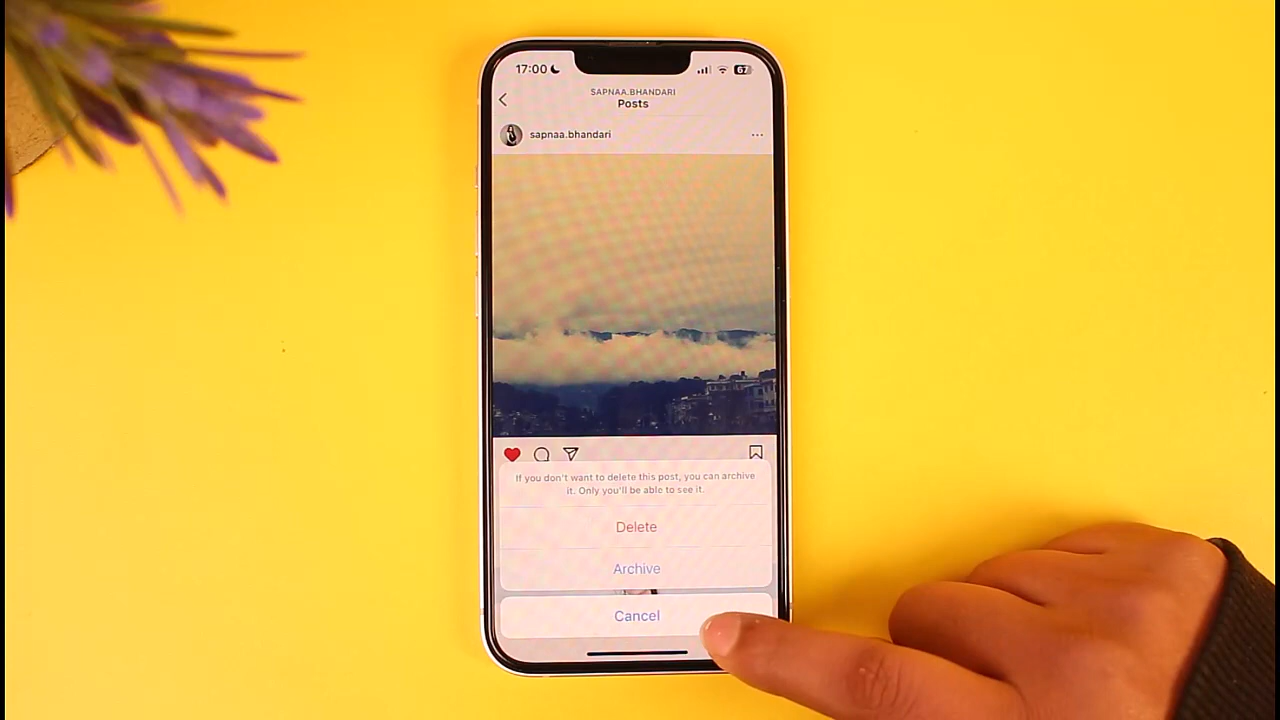 17:00
67
SAPNAA.BHANDARI
Posts
sapnaa.bhandari
If you don't want to delete this post, you can archive
it. Only you'll be able to see it.
Delete
Archive
Cancel